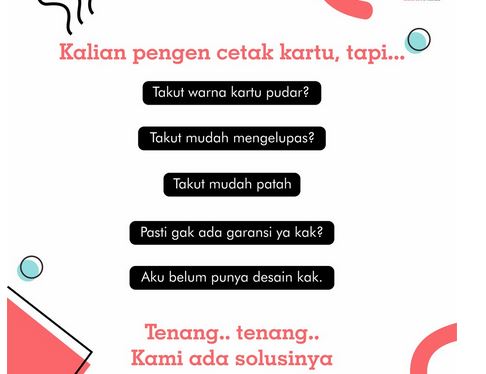 Kalian pengen cetak kartu, tapi...
Takut warna kartu pudar?
Takut mudah mengelupas?
Takut mudah patah
Pasti gak ada garansi ya kak?
Aku belum punya desain kak.
Tenang.. tenang..
Kami ada solusinya